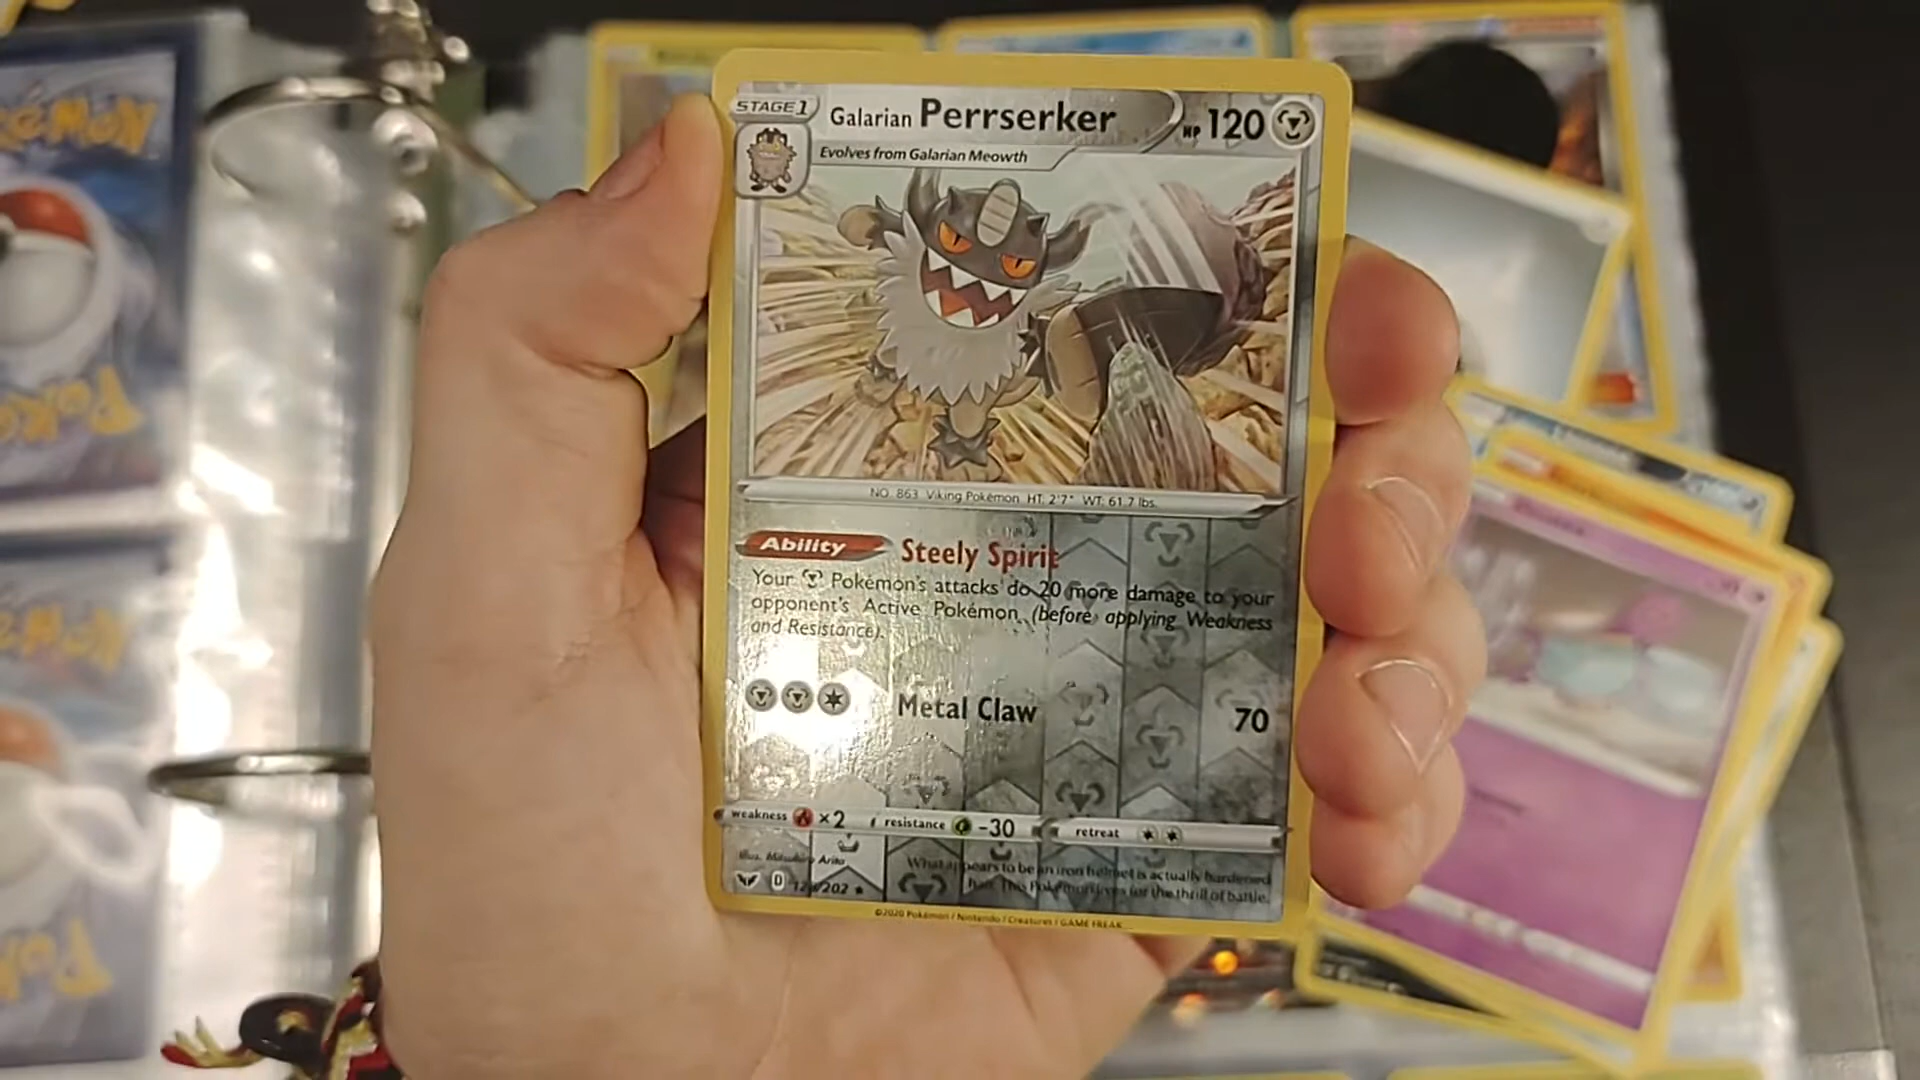 STAGE 1
Galarian Perrserker
HP 120
Evolves from Galarian Meowth
NO. 863 Viking Pokémon HT: 2'7" WT: 61.7 lbs.
Ability Steely Spirit
Your Pokémon's attacks do 20 more damage to your
opponent's Active Pokémon (before applying Weakness
and Resistance).
Metal Claw 70
weakness ×2 resistance -30 retreat
Illus. Mitsuhiro Arita
D /202 ★
What appears to be an iron helmet is actually hardened
hair. This Pokémon lives for the thrill of battle.
©2020 Pokémon / Nintendo / Creatures / GAME FREAK